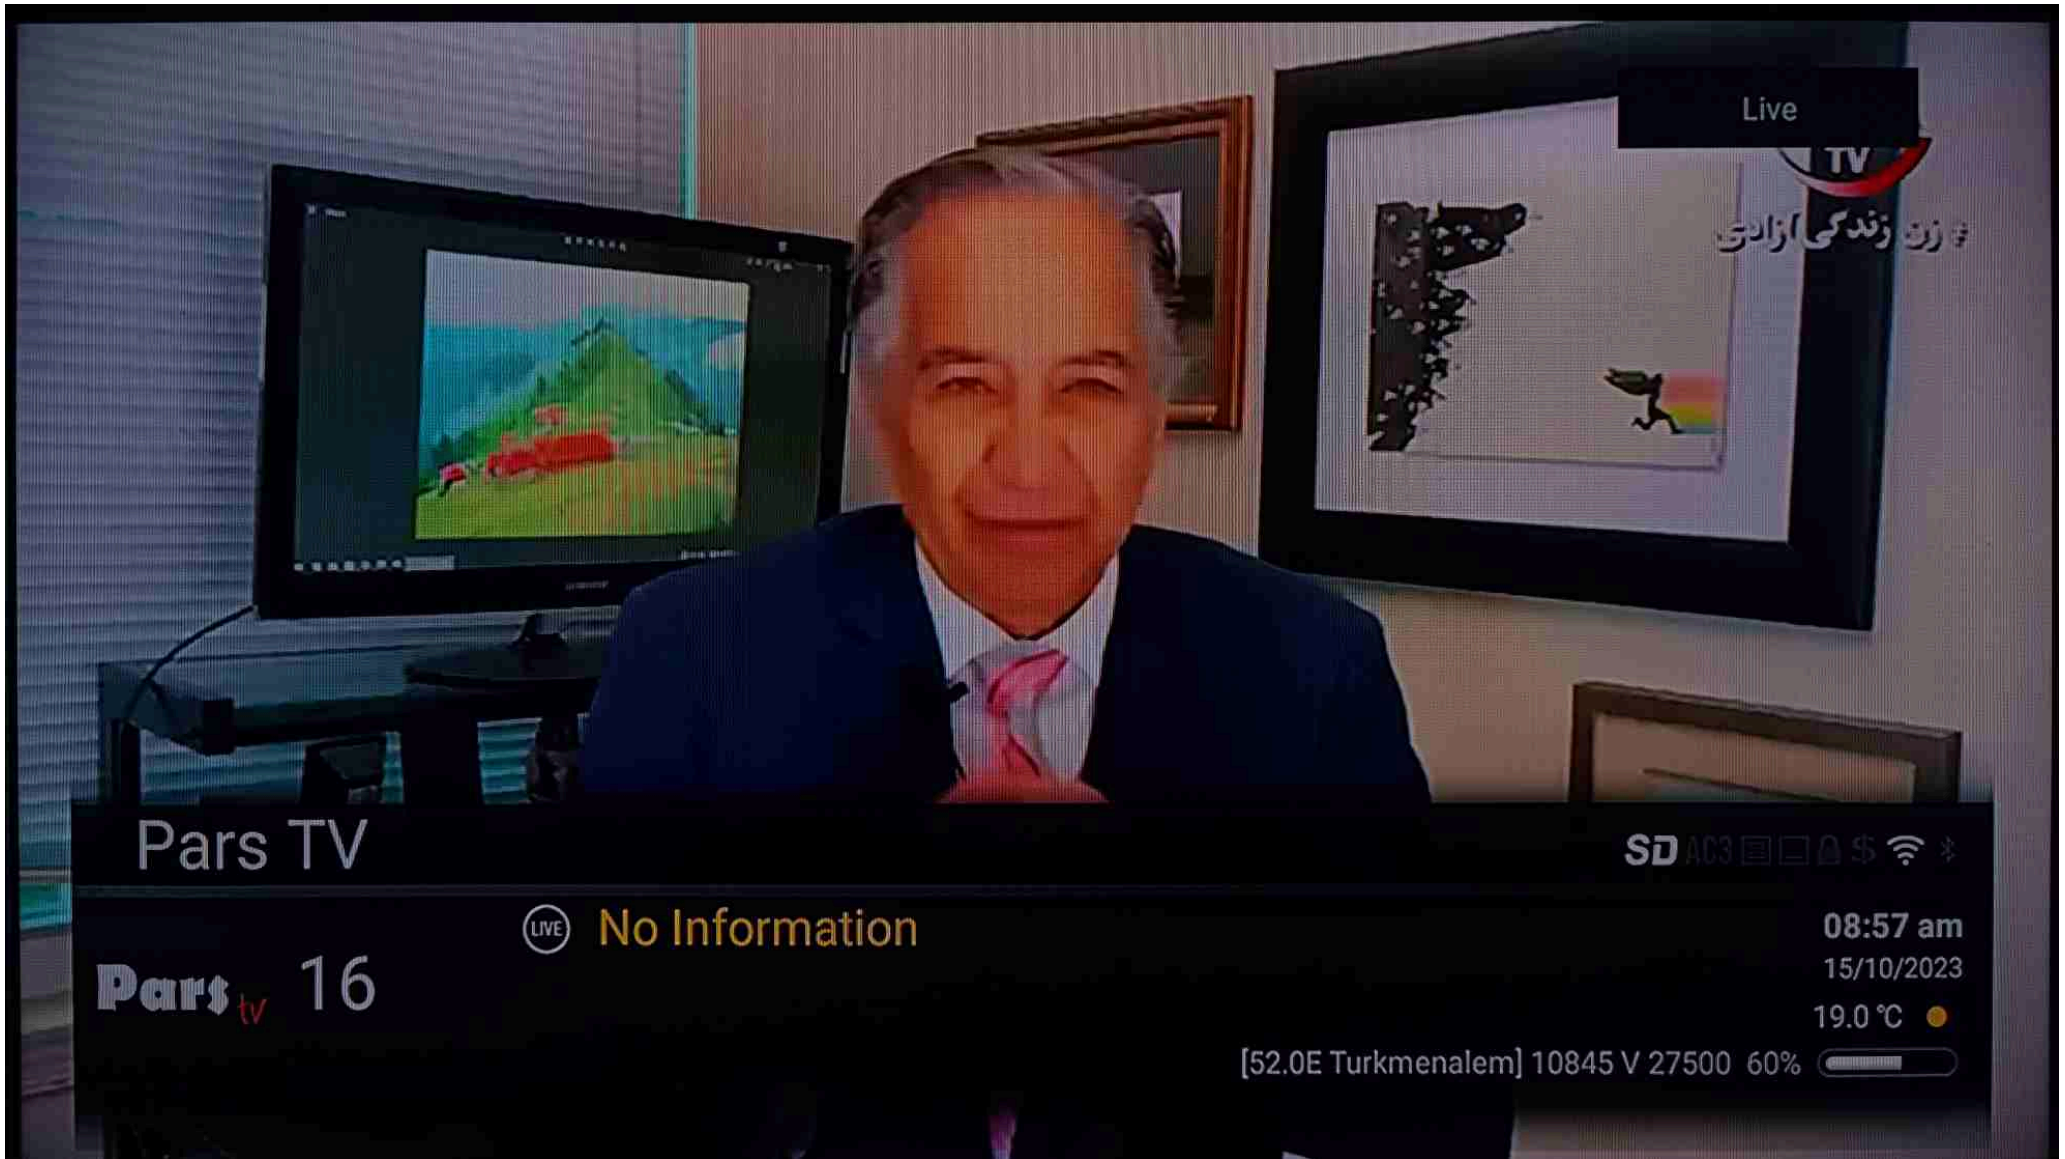 Live
TV
# زن زندگی آزادی
Pars TV
SD AC3 $
LIVE No Information
08:57 am
Pars tv 16
15/10/2023
19.0 °C
[52.0E Turkmenalem] 10845 V 27500 60%